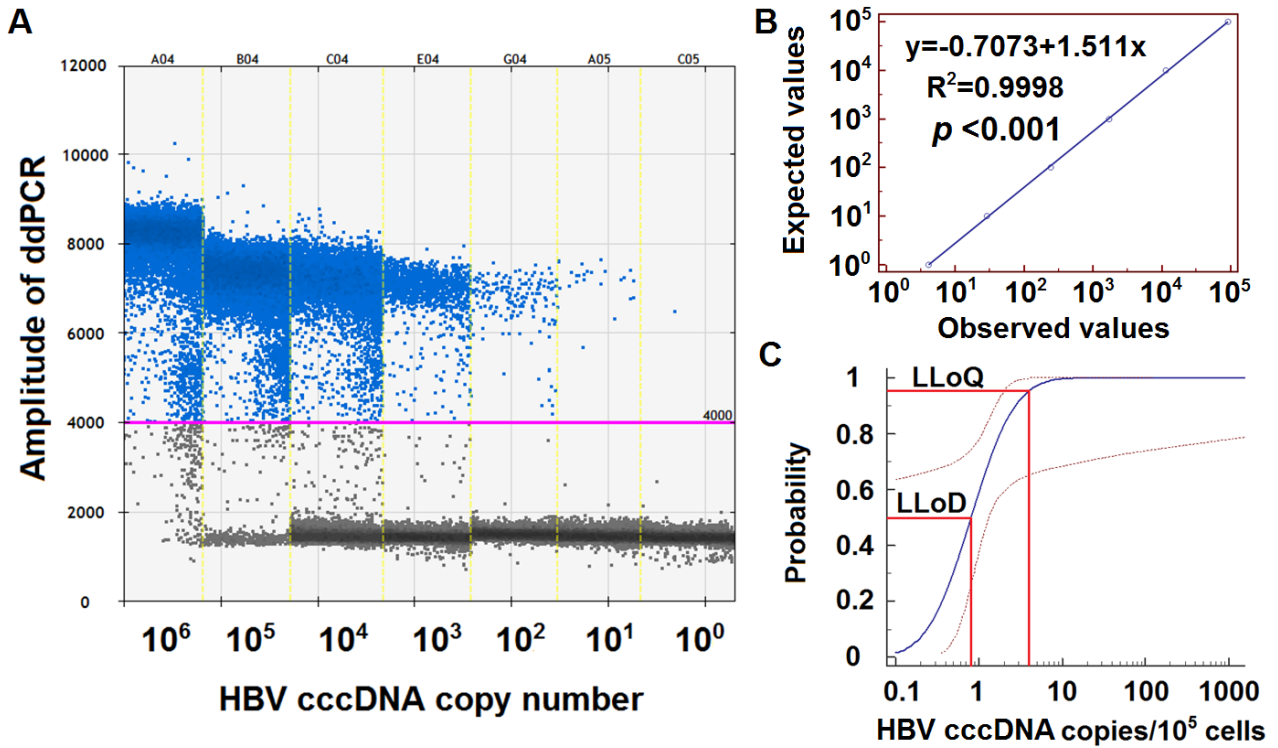 A
A04 B04 C04 E04 G04 A05 C05
12000
10000
8000
6000
4000
2000
0
4000
Amplitude of ddPCR
10⁶ 10⁵ 10⁴ 10³ 10² 10¹ 10⁰
HBV cccDNA copy number
B
y=-0.7073+1.511x
R²=0.9998
p <0.001
Expected values
10⁵
10⁴
10³
10²
10¹
10⁰
10⁰ 10¹ 10² 10³ 10⁴ 10⁵
Observed values
C
LLoQ
LLoD
Probability
1
0.8
0.6
0.4
0.2
0
0.1 1 10 100 1000
HBV cccDNA copies/10⁵ cells